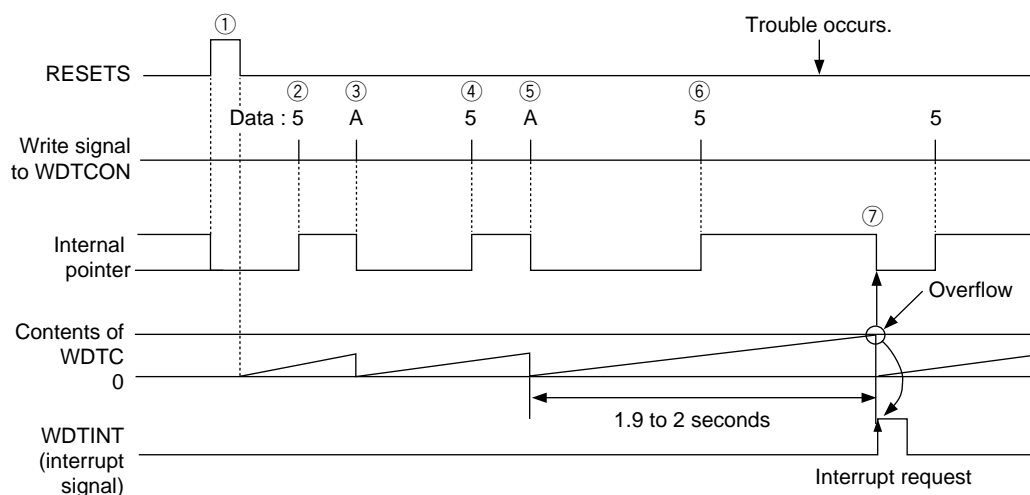 ①
Trouble occurs.
RESETS
② ③ ④ ⑤ ⑥
Data : 5 A 5 A 5 5
Write signal
to WDTCON
⑦
Internal
pointer
Overflow
Contents of
WDTC
0
1.9 to 2 seconds
WDTINT
(interrupt
signal)
Interrupt request